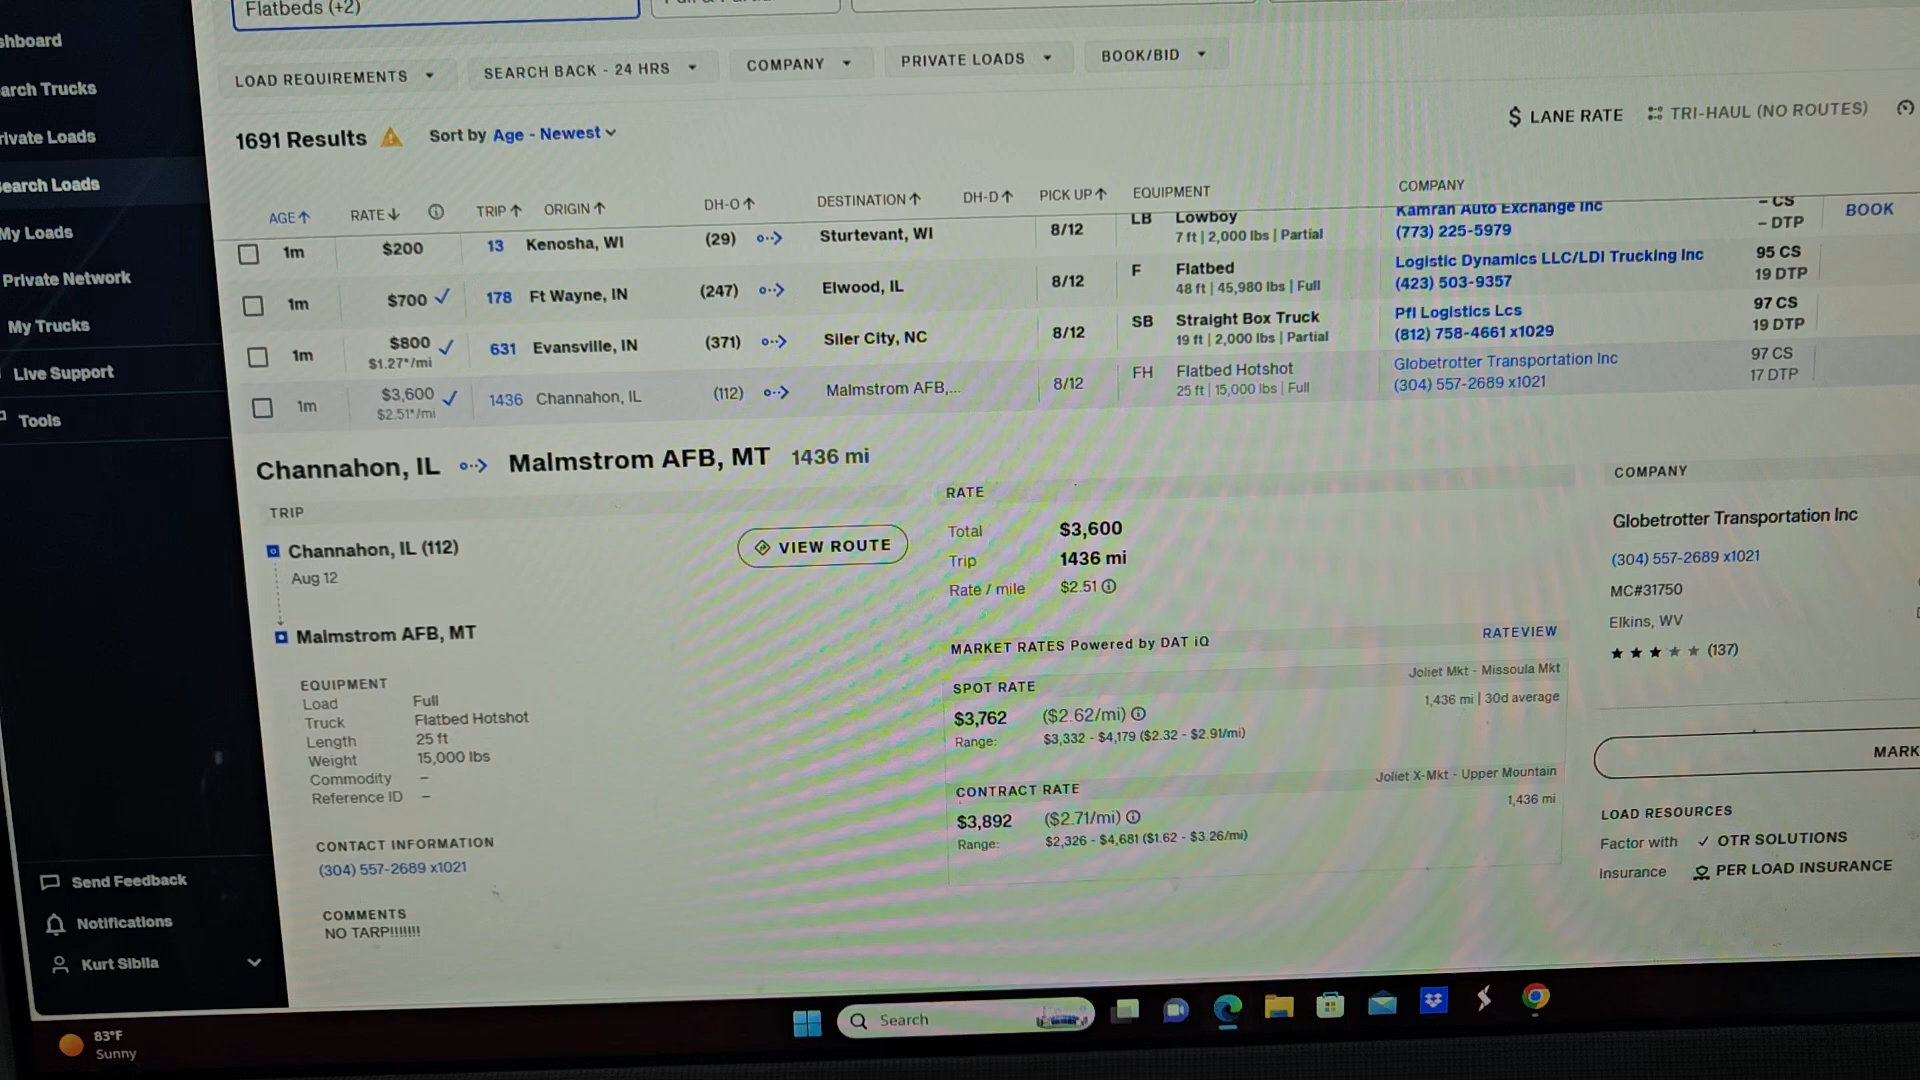 Flatbeds (+2)
shboard
arch Trucks
rivate Loads
earch Loads
My Loads
Private Network
My Trucks
Live Support
Tools
LOAD REQUIREMENTS
SEARCH BACK - 24 HRS
COMPANY
PRIVATE LOADS
BOOK/BID
1691 Results
Sort by Age - Newest
$ LANE RATE
TRI-HAUL (NO ROUTES)
AGE↑ RATE↓ TRIP↑ ORIGIN↑ DH-O↑ DESTINATION↑ DH-D↑ PICK UP↑ EQUIPMENT COMPANY
1m $200 13 Kenosha, WI (29) Sturtevant, WI 8/12 LB Lowboy Kamran Auto Exchange Inc – CS BOOK
7 ft | 2,000 lbs | Partial (773) 225-5979 – DTP
1m $700 ✓ 178 Ft Wayne, IN (247) Elwood, IL 8/12 F Flatbed Logistic Dynamics LLC/LDI Trucking Inc 95 CS
48 ft | 45,980 lbs | Full (423) 503-9357 19 DTP
1m $800 ✓ 631 Evansville, IN (371) Siler City, NC 8/12 SB Straight Box Truck Pfl Logistics Lcs 97 CS
$1.27*/mi 19 ft | 2,000 lbs | Partial (812) 758-4661 x1029 19 DTP
1m $3,600 ✓ 1436 Channahon, IL (112) Malmstrom AFB,... 8/12 FH Flatbed Hotshot Globetrotter Transportation Inc 97 CS
$2.51*/mi 25 ft | 15,000 lbs | Full (304) 557-2689 x1021 17 DTP
Channahon, IL Malmstrom AFB, MT 1436 mi
TRIP
Channahon, IL (112)
Aug 12
Malmstrom AFB, MT
VIEW ROUTE
EQUIPMENT
Load Full
Truck Flatbed Hotshot
Length 25 ft
Weight 15,000 lbs
Commodity –
Reference ID –
CONTACT INFORMATION
(304) 557-2689 x1021
COMMENTS
NO TARP!!!!!!!
RATE
Total $3,600
Trip 1436 mi
Rate / mile $2.51
MARKET RATES Powered by DAT iQ
RATEVIEW
SPOT RATE
Joliet Mkt - Missoula Mkt
$3,762 ($2.62/mi)
1,436 mi | 30d average
Range: $3,332 - $4,179 ($2.32 - $2.91/mi)
CONTRACT RATE
Joliet X-Mkt - Upper Mountain
$3,892 ($2.71/mi)
1,436 mi
Range: $2,326 - $4,681 ($1.62 - $3.26/mi)
COMPANY
Globetrotter Transportation Inc
(304) 557-2689 x1021
MC#31750
Elkins, WV
(137)
MARK
LOAD RESOURCES
Factor with ✓ OTR SOLUTIONS
Insurance PER LOAD INSURANCE
Send Feedback
Notifications
Kurt Sibila
83°F
Sunny
Search